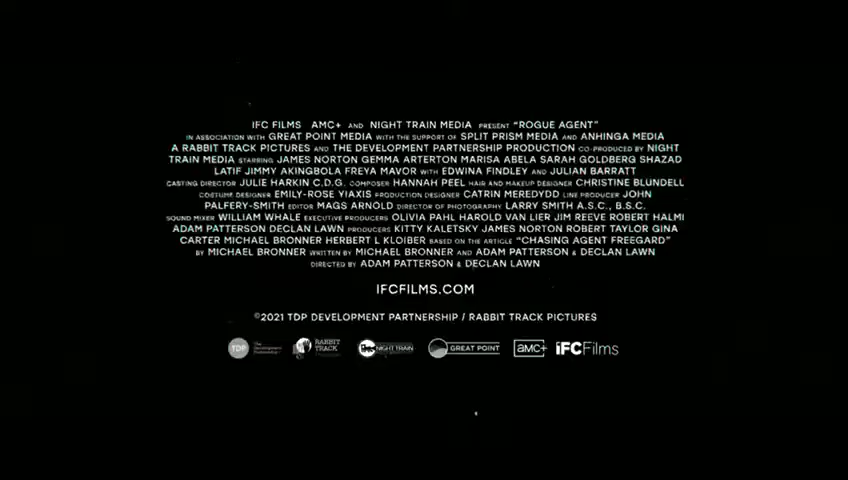 IFC FILMS AMC+ AND NIGHT TRAIN MEDIA PRESENT "ROGUE AGENT"
IN ASSOCIATION WITH GREAT POINT MEDIA WITH THE SUPPORT OF SPLIT PRISM MEDIA AND ANHINGA MEDIA
A RABBIT TRACK PICTURES AND THE DEVELOPMENT PARTNERSHIP PRODUCTION CO-PRODUCED BY NIGHT
TRAIN MEDIA STARRING JAMES NORTON GEMMA ARTERTON MARISA ABELA SARAH GOLDBERG SHAZAD
LATIF JIMMY AKINGBOLA FREYA MAVOR WITH EDWINA FINDLEY AND JULIAN BARRATT
CASTING DIRECTOR JULIE HARKIN C.D.G. COMPOSER HANNAH PEEL HAIR AND MAKEUP DESIGNER CHRISTINE BLUNDELL
COSTUME DESIGNER EMILY-ROSE YIAXIS PRODUCTION DESIGNER CATRIN MEREDYDD LINE PRODUCER JOHN
PALFERY-SMITH EDITOR MAGS ARNOLD DIRECTOR OF PHOTOGRAPHY LARRY SMITH A.S.C., B.S.C.
SOUND MIXER WILLIAM WHALE EXECUTIVE PRODUCERS OLIVIA PAHL HAROLD VAN LIER JIM REEVE ROBERT HALMI
ADAM PATTERSON DECLAN LAWN PRODUCERS KITTY KALETSKY JAMES NORTON ROBERT TAYLOR GINA
CARTER MICHAEL BRONNER HERBERT L KLOIBER BASED ON THE ARTICLE "CHASING AGENT FREEGARD"
BY MICHAEL BRONNER WRITTEN BY MICHAEL BRONNER AND ADAM PATTERSON & DECLAN LAWN
DIRECTED BY ADAM PATTERSON & DECLAN LAWN
IFCFILMS.COM
©2021 TDP DEVELOPMENT PARTNERSHIP / RABBIT TRACK PICTURES
TDP The Development Partnership RABBIT TRACK NIGHT TRAIN GREAT POINT aMC+ IFC Films